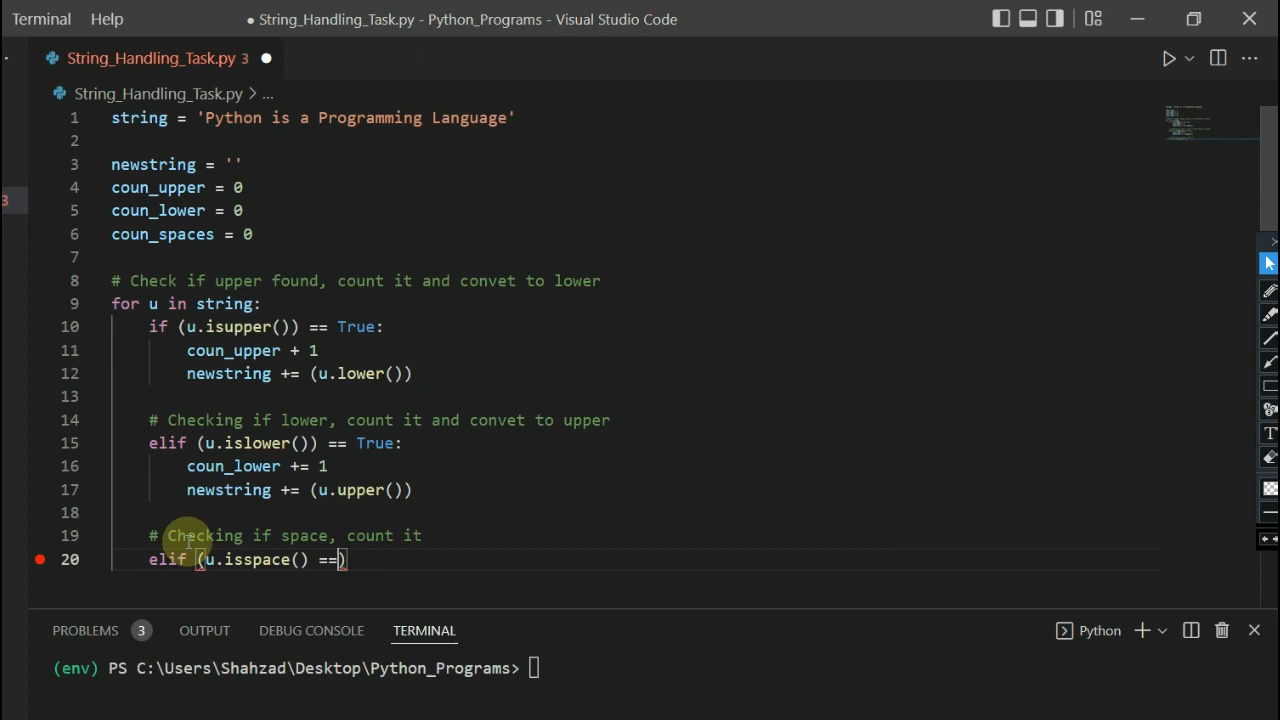 Terminal Help ● String_Handling_Task.py - Python_Programs - Visual Studio Code
String_Handling_Task.py 3
String_Handling_Task.py > ...
1 string = 'Python is a Programming Language'
2
3 newstring = ''
4 coun_upper = 0
5 coun_lower = 0
6 coun_spaces = 0
7
8 # Check if upper found, count it and convet to lower
9 for u in string:
10 if (u.isupper()) == True:
11 coun_upper + 1
12 newstring += (u.lower())
13
14 # Checking if lower, count it and convet to upper
15 elif (u.islower()) == True:
16 coun_lower += 1
17 newstring += (u.upper())
18
19 # Checking if space, count it
20 elif (u.isspace() ==)
3
PROBLEMS 3 OUTPUT DEBUG CONSOLE TERMINAL Python
(env) PS C:\Users\Shahzad\Desktop\Python_Programs>